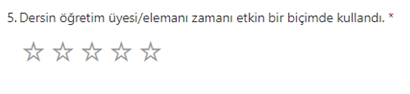 5. Dersin öğretim üyesi/elemanı zamanı etkin bir biçimde kullandı. *